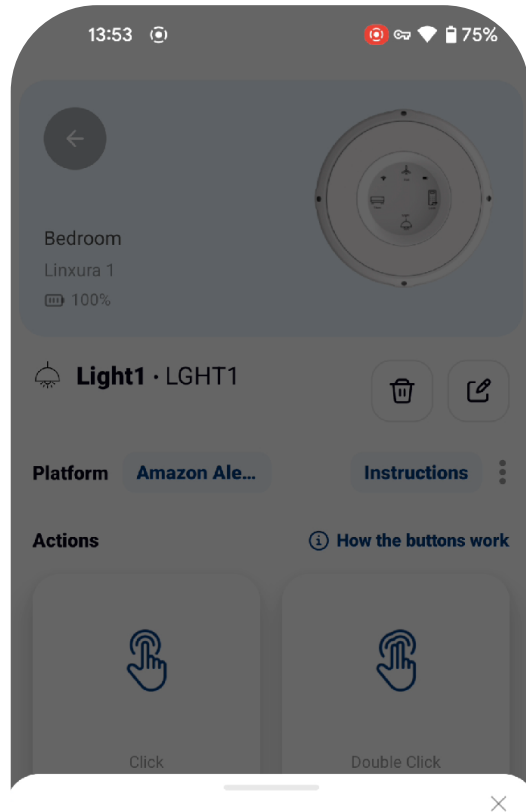 13:53 75%
Bedroom
Linxura 1
100%
Light1 · LGHT1
Platform Amazon Ale... Instructions
Actions How the buttons work
Click Double Click